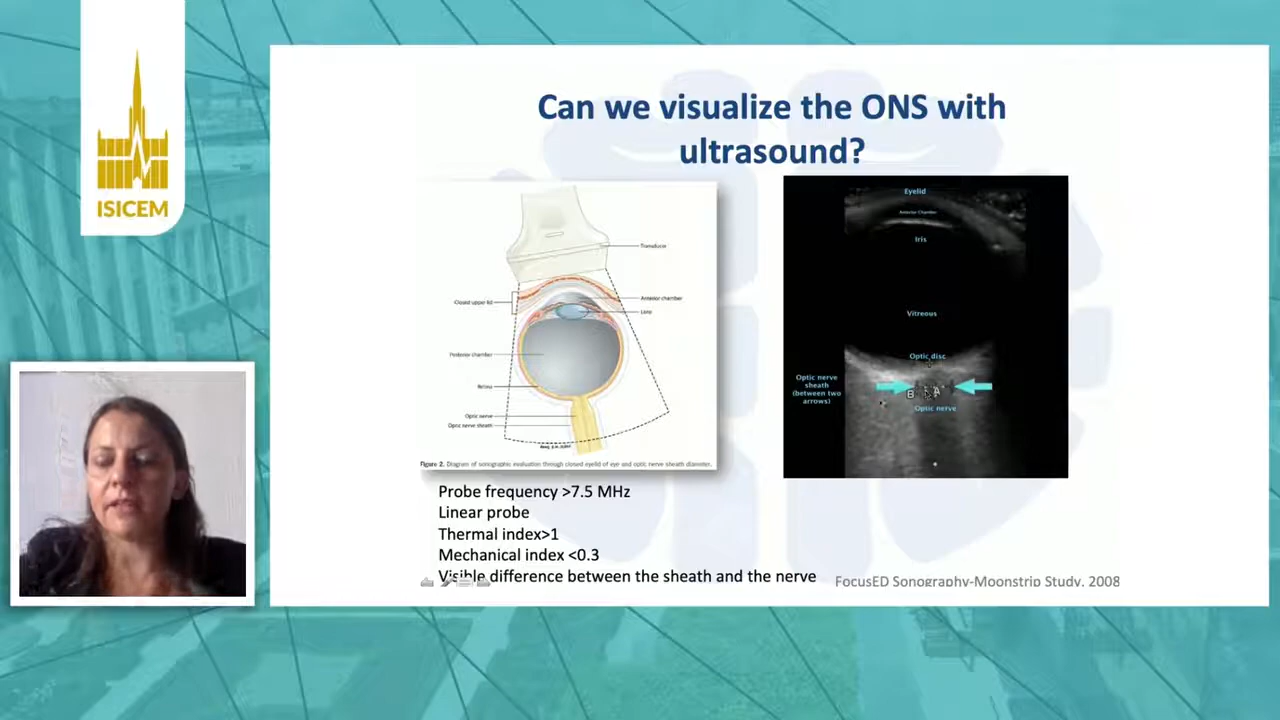 ISICEM
Can we visualize the ONS with
ultrasound?
Transducer
Closed upper lid
Anterior chamber
Lens
Posterior chamber
Retina
Optic nerve
Optic nerve sheath
Figure 2. Diagram of sonographic evaluation through closed eyelid of eye and optic nerve sheath diameter.
Eyelid
Anterior Chamber
Iris
Vitreous
Optic disc
Optic nerve
sheath
(between two
arrows)
B
A
Optic nerve
Probe frequency >7.5 MHz
Linear probe
Thermal index>1
Mechanical index <0.3
Visible difference between the sheath and the nerve
FocusED Sonography-Moonstrip Study, 2008